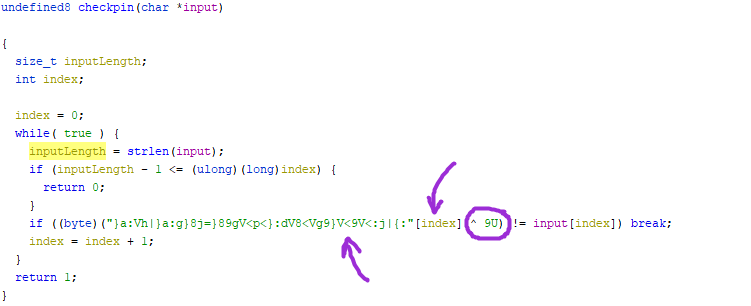 undefined8 checkpin(char *input)
{
size_t inputLength;
int index;
index = 0;
while( true ) {
inputLength = strlen(input);
if (inputLength - 1 <= (ulong)(long)index) {
return 0;
}
if ((byte)("}a:Vh|}a:g}8j=}89gV<p<}:dV8<Vg9}V<9V<:j|{:"[index] ^ 9U) != input[index]) break;
index = index + 1;
}
return 1;
}